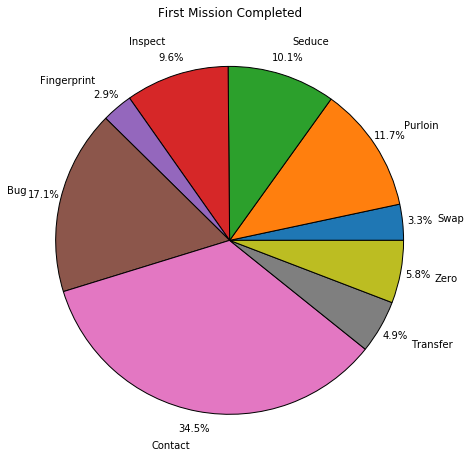 First Mission Completed
Inspect
9.6%
Seduce
10.1%
Fingerprint
2.9%
Purloin
11.7%
Bug
17.1%
Swap
3.3%
Zero
5.8%
Transfer
4.9%
Contact
34.5%